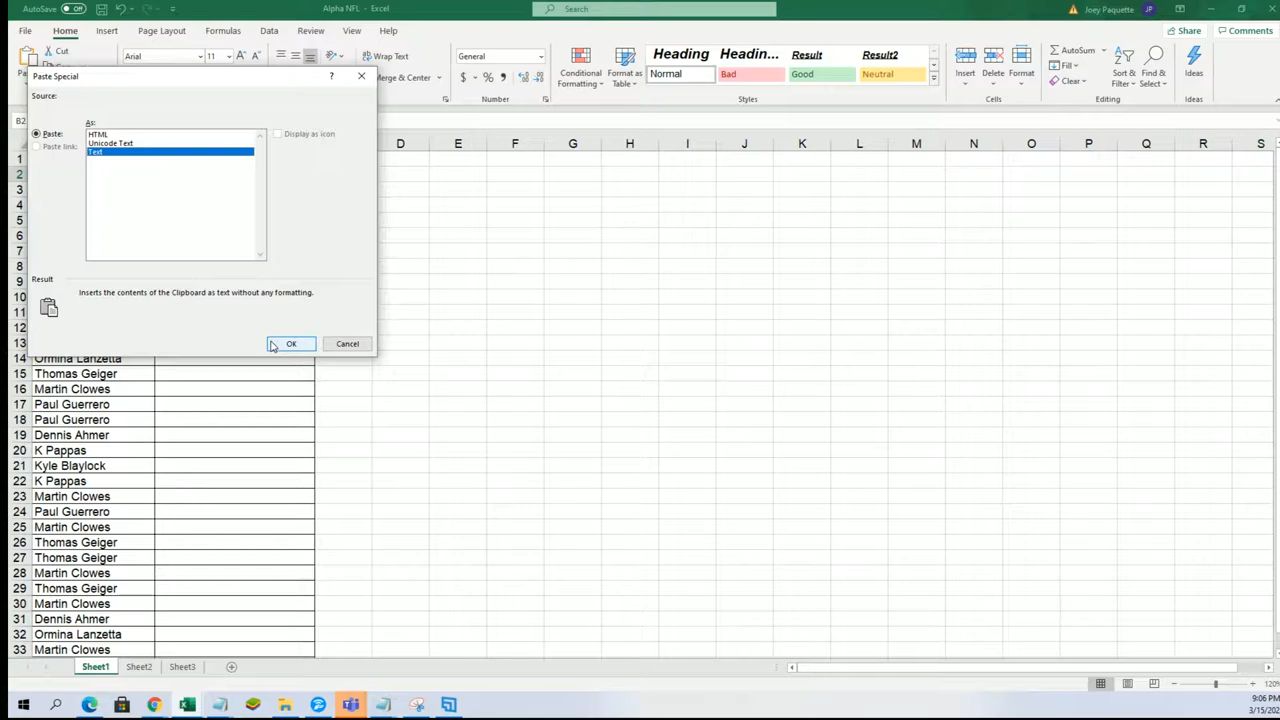 AutoSave Off Alpha NFL - Excel Search Joey Paquette JP
File Home Insert Page Layout Formulas Data Review View Help Share Comments
Cut Arial 11 A A Wrap Text General Conditional Formatting Format as Table Heading Headin... Result Result2 Insert Delete Format AutoSum Fill Clear Sort & Filter Find & Select Ideas
Merge & Center $ % Normal Bad Good Neutral
Number Styles Cells Editing Ideas
Paste Special ? X
Source:
As:
Paste: HTML Display as icon
Paste link: Unicode Text
Text
Result
Inserts the contents of the Clipboard as text without any formatting.
OK Cancel
D E F G H I J K L M N O P Q R S
1
2
3
4
5
6
7
8
9
10
11
12
13
14 Ormina Lanzetta
15 Thomas Geiger
16 Martin Clowes
17 Paul Guerrero
18 Paul Guerrero
19 Dennis Ahmer
20 K Pappas
21 Kyle Blaylock
22 K Pappas
23 Martin Clowes
24 Paul Guerrero
25 Martin Clowes
26 Thomas Geiger
27 Thomas Geiger
28 Martin Clowes
29 Thomas Geiger
30 Martin Clowes
31 Dennis Ahmer
32 Ormina Lanzetta
33 Martin Clowes
Sheet1 Sheet2 Sheet3
120%
9:06 PM
3/15/202